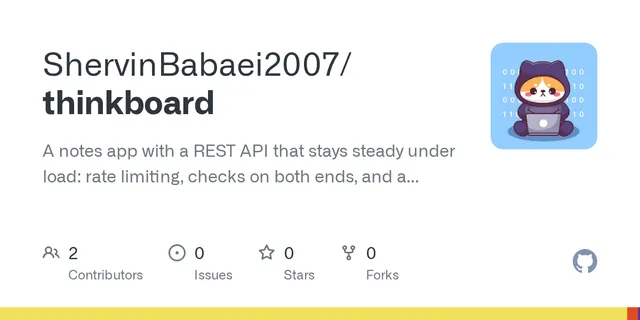 ShervinBabaei2007/
thinkboard
A notes app with a REST API that stays steady under
load: rate limiting, checks on both ends, and a...
2
Contributors
0
Issues
0
Stars
0
Forks